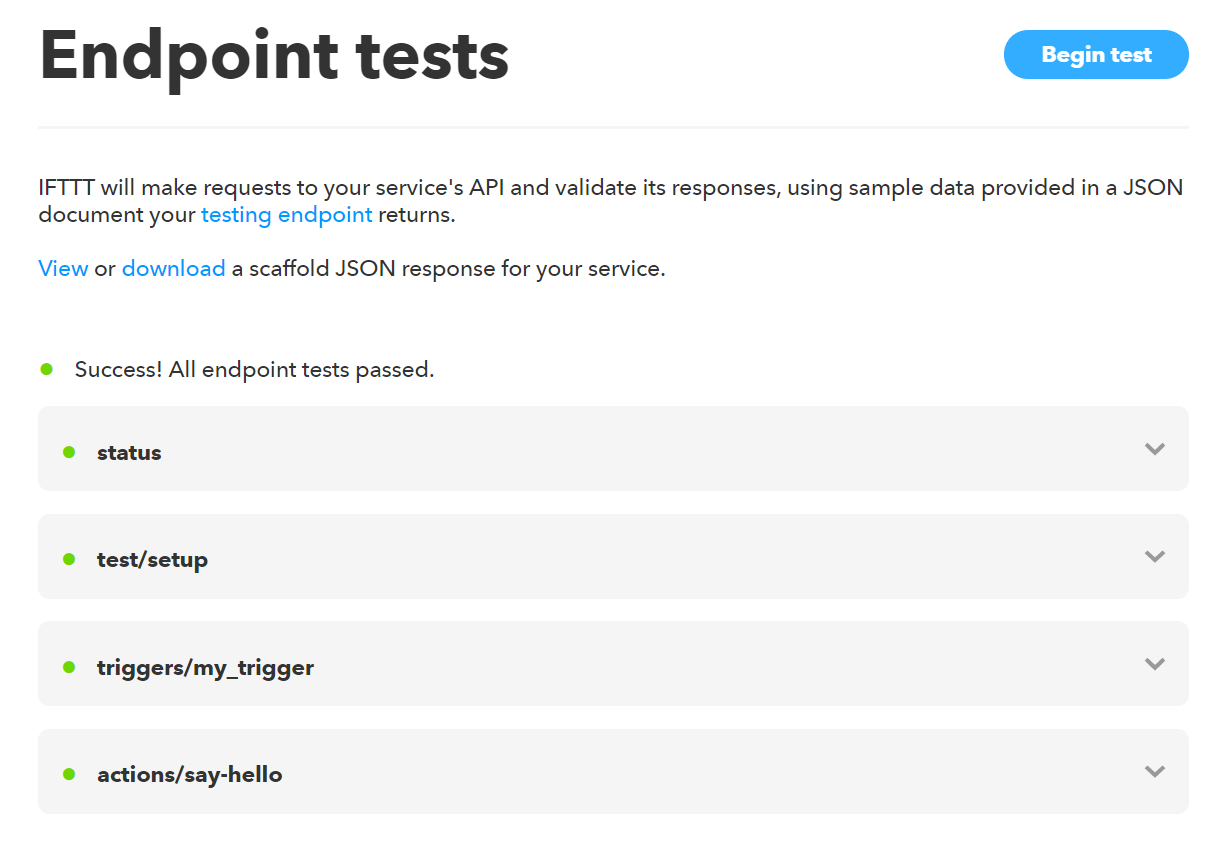 Endpoint tests
Begin test
IFTTT will make requests to your service's API and validate its responses, using sample data provided in a JSON
document your testing endpoint returns.
View or download a scaffold JSON response for your service.
Success! All endpoint tests passed.
status
test/setup
triggers/my_trigger
actions/say-hello